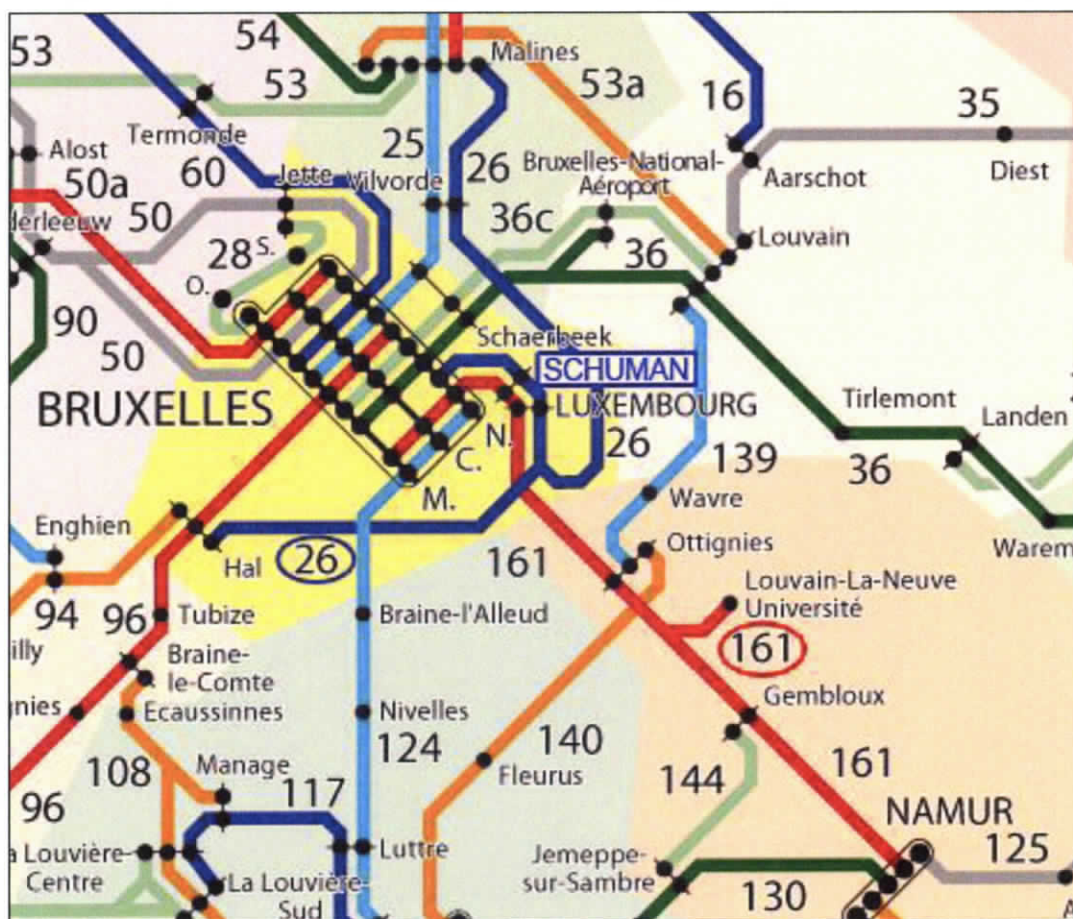 53
54
53
Malines
53a
16
35
Termonde
25
Alost
60
Jette
Vilvorde
26
Bruxelles-National-
Aéroport
Aarschot
Diest
50a
50
derleeuw
36c
28
S.
36
Louvain
O.
90
50
Schaerbeek
SCHUMAN
BRUXELLES
LUXEMBOURG
Tirlemont
Landen
N.
C.
M.
26
139
36
Wavre
Enghien
Hal
26
161
Ottignies
Warem
94
96
Tubize
Braine-l'Alleud
Louvain-La-Neuve
Université
161
illy
Braine-
le-Comte
gnies
Ecaussinnes
Nivelles
Gembloux
108
Manage
124
140
Fleurus
144
161
96
117
NAMUR
a Louvière-
Centre
Luttre
Jemeppe-
sur-Sambre
125
La Louvière-
Sud
130